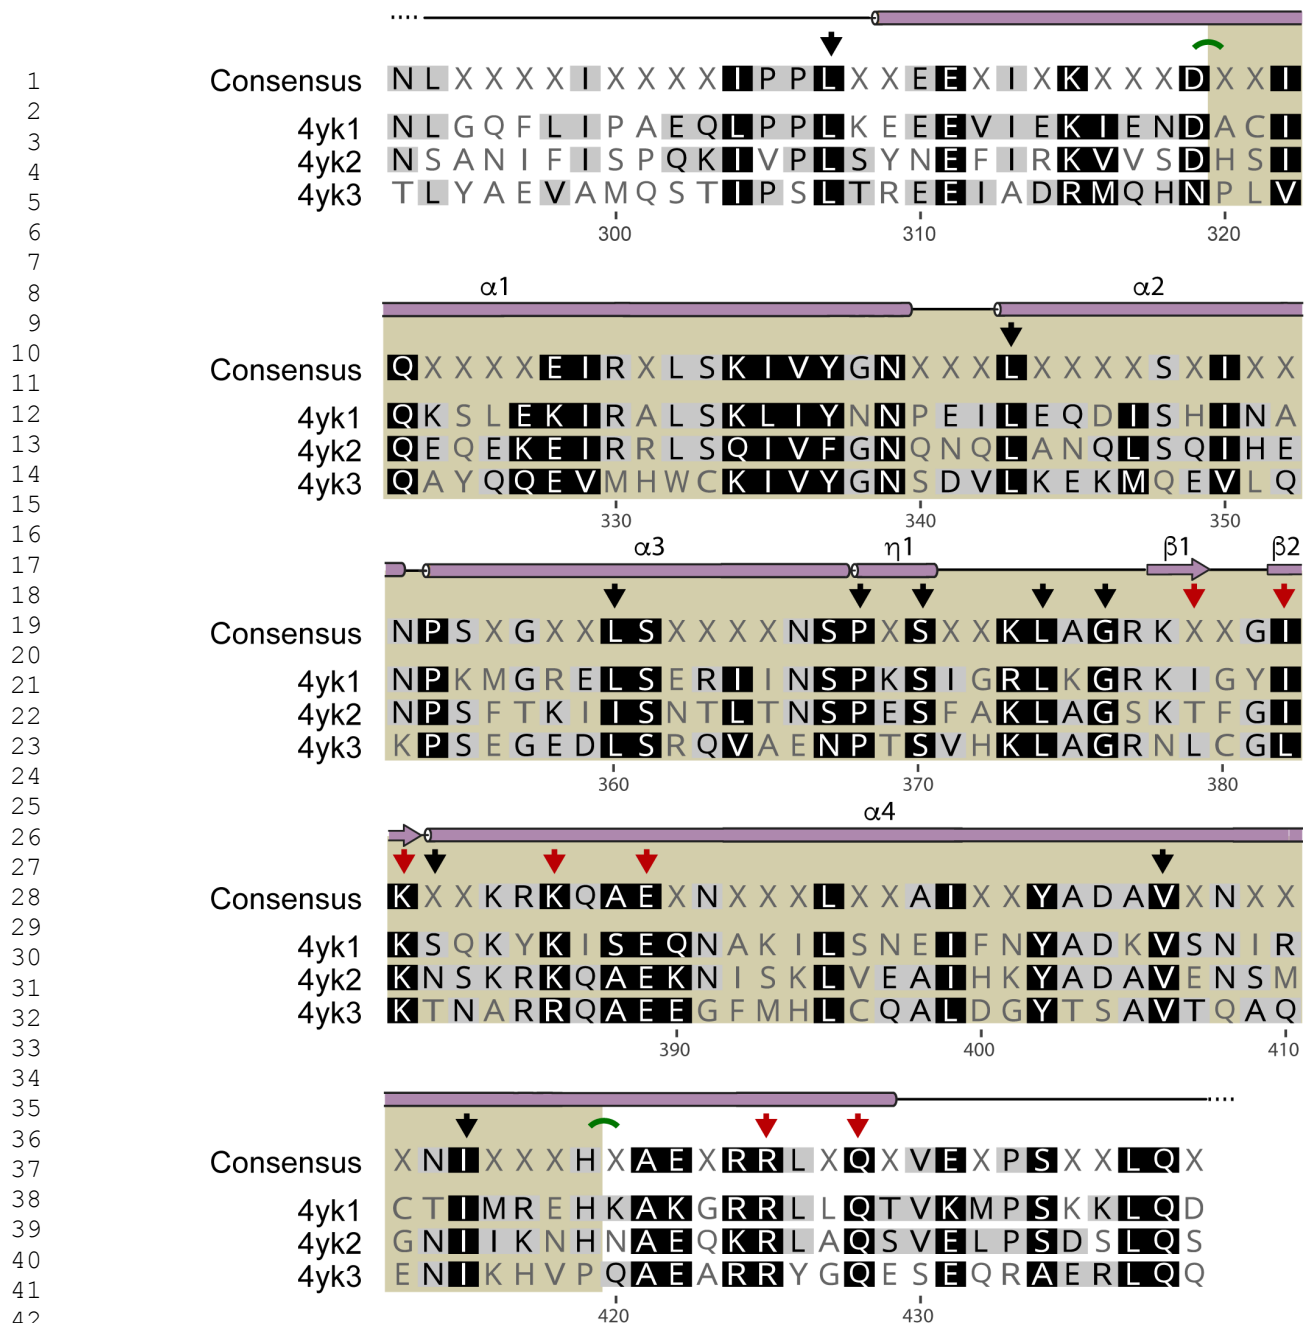 1
2
3
4
5
6
7
8
9
10
11
12
13
14
15
16
17
18
19
20
21
22
23
24
25
26
27
28
29
30
31
32
33
34
35
36
37
38
39
40
41
42
Consensus NLXXXXIXXXXIPPLXXEEXIXKXXXDXXI
4yk1 NLGQFLIPAEQLPPLKEEEVIEKIENDACI
4yk2 NSANIFISPQKIVPLSYNEFIRKVVSDHSI
4yk3 TLYAEVAMQSTIPSLTREEIADRMQHNPLV
300 310 320
α1 α2
Consensus QXXXXEIRXLSKIVYGNXXXLXXXXSXIXX
4yk1 QKSLEKIRALSKLIYNNPEILEQDISHINA
4yk2 QEQEKEIRRLSQIVFGNQNQLANQLSQIHE
4yk3 QAYQQEVMHWCKIVYGNSDVLKEKMQEVLQ
330 340 350
α3 η1 β1 β2
Consensus NPSXGXXLSXXXXNSPXSXXKLAGRKXXGI
4yk1 NPKMGRELSERIINSPKSIGRLKGRKIGYI
4yk2 NPSFTKIISNTLTNSPESFAKLAGSKTFGI
4yk3 KPSEGEDLSRQVAENPTSVHKLAGRNLCGL
360 370 380
α4
Consensus KXXKRKQAEXNXXXLXXAIXXYADAVXNXX
4yk1 KSQKYKISEQNAKILSNEIFNYADKVSNIR
4yk2 KNSKRKQAEKNISKLVEAIHKYADAVENSM
4yk3 KTNARRQAEEGFMHLCQALDGYTSAVTQAQ
390 400 410
Consensus XNIXXXHXAEXRRLXQXVEXPSXXLQX
4yk1 CTIMREHKAKGRRLLQTVKMPSKKLQD
4yk2 GNIIKNHNAEQKRLAQSVELPSDSLQS
4yk3 ENIKHVPQAEARRYGQESEQRAERLQQ
420 430